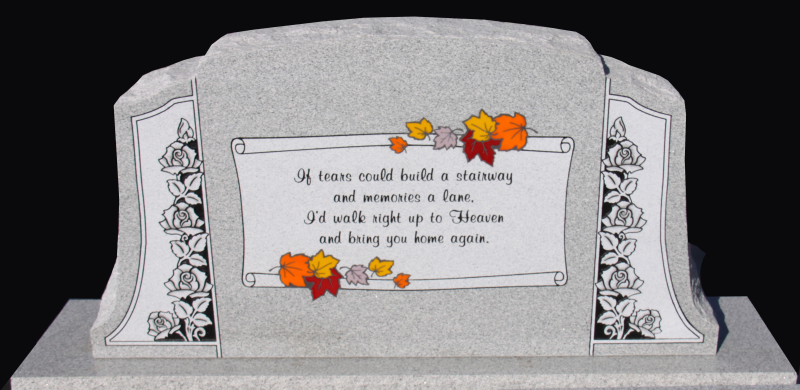 If tears could build a stairway
and memories a lane,
I'd walk right up to Heaven
and bring you home again.